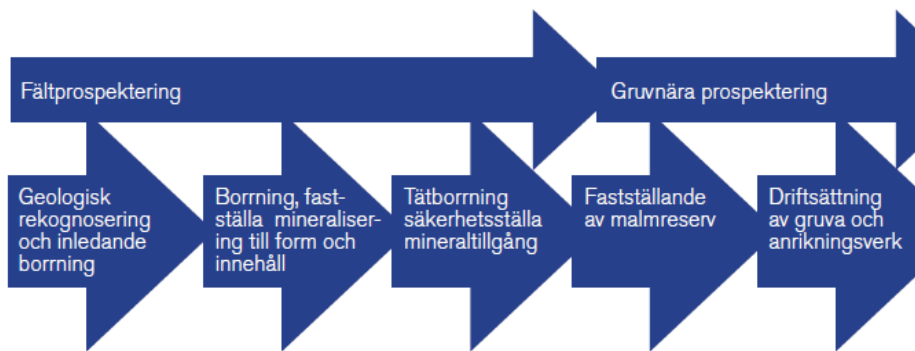 Fältprospektering
Gruvnära prospektering
Geologisk
rekognosering
och inledande
borrning
Borrning, fast-
ställa mineraliser-
ing till form och
innehåll
Tätborrning
säkerhetsställa
mineraltillgång
Fastställande
av malmreserv
Driftsättning
av gruva och
anrikningsverk